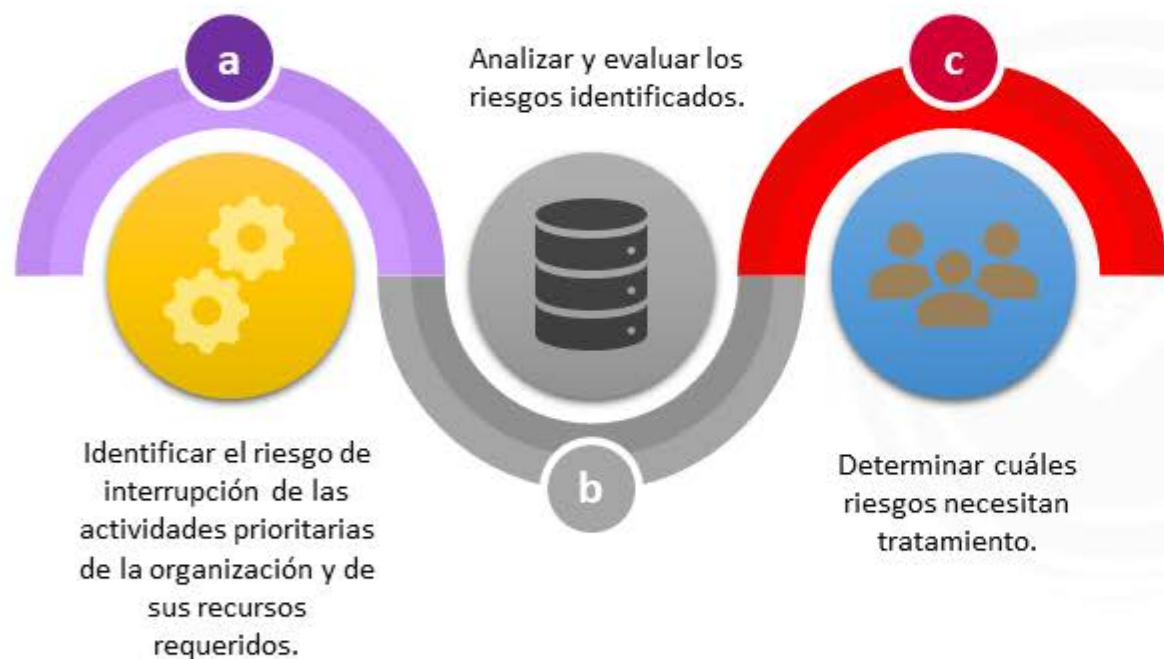 a
Identificar el riesgo de
interrupción de las
actividades prioritarias
de la organización y de
sus recursos
requeridos.
Analizar y evaluar los
riesgos identificados.
b
c
Determinar cuáles
riesgos necesitan
tratamiento.